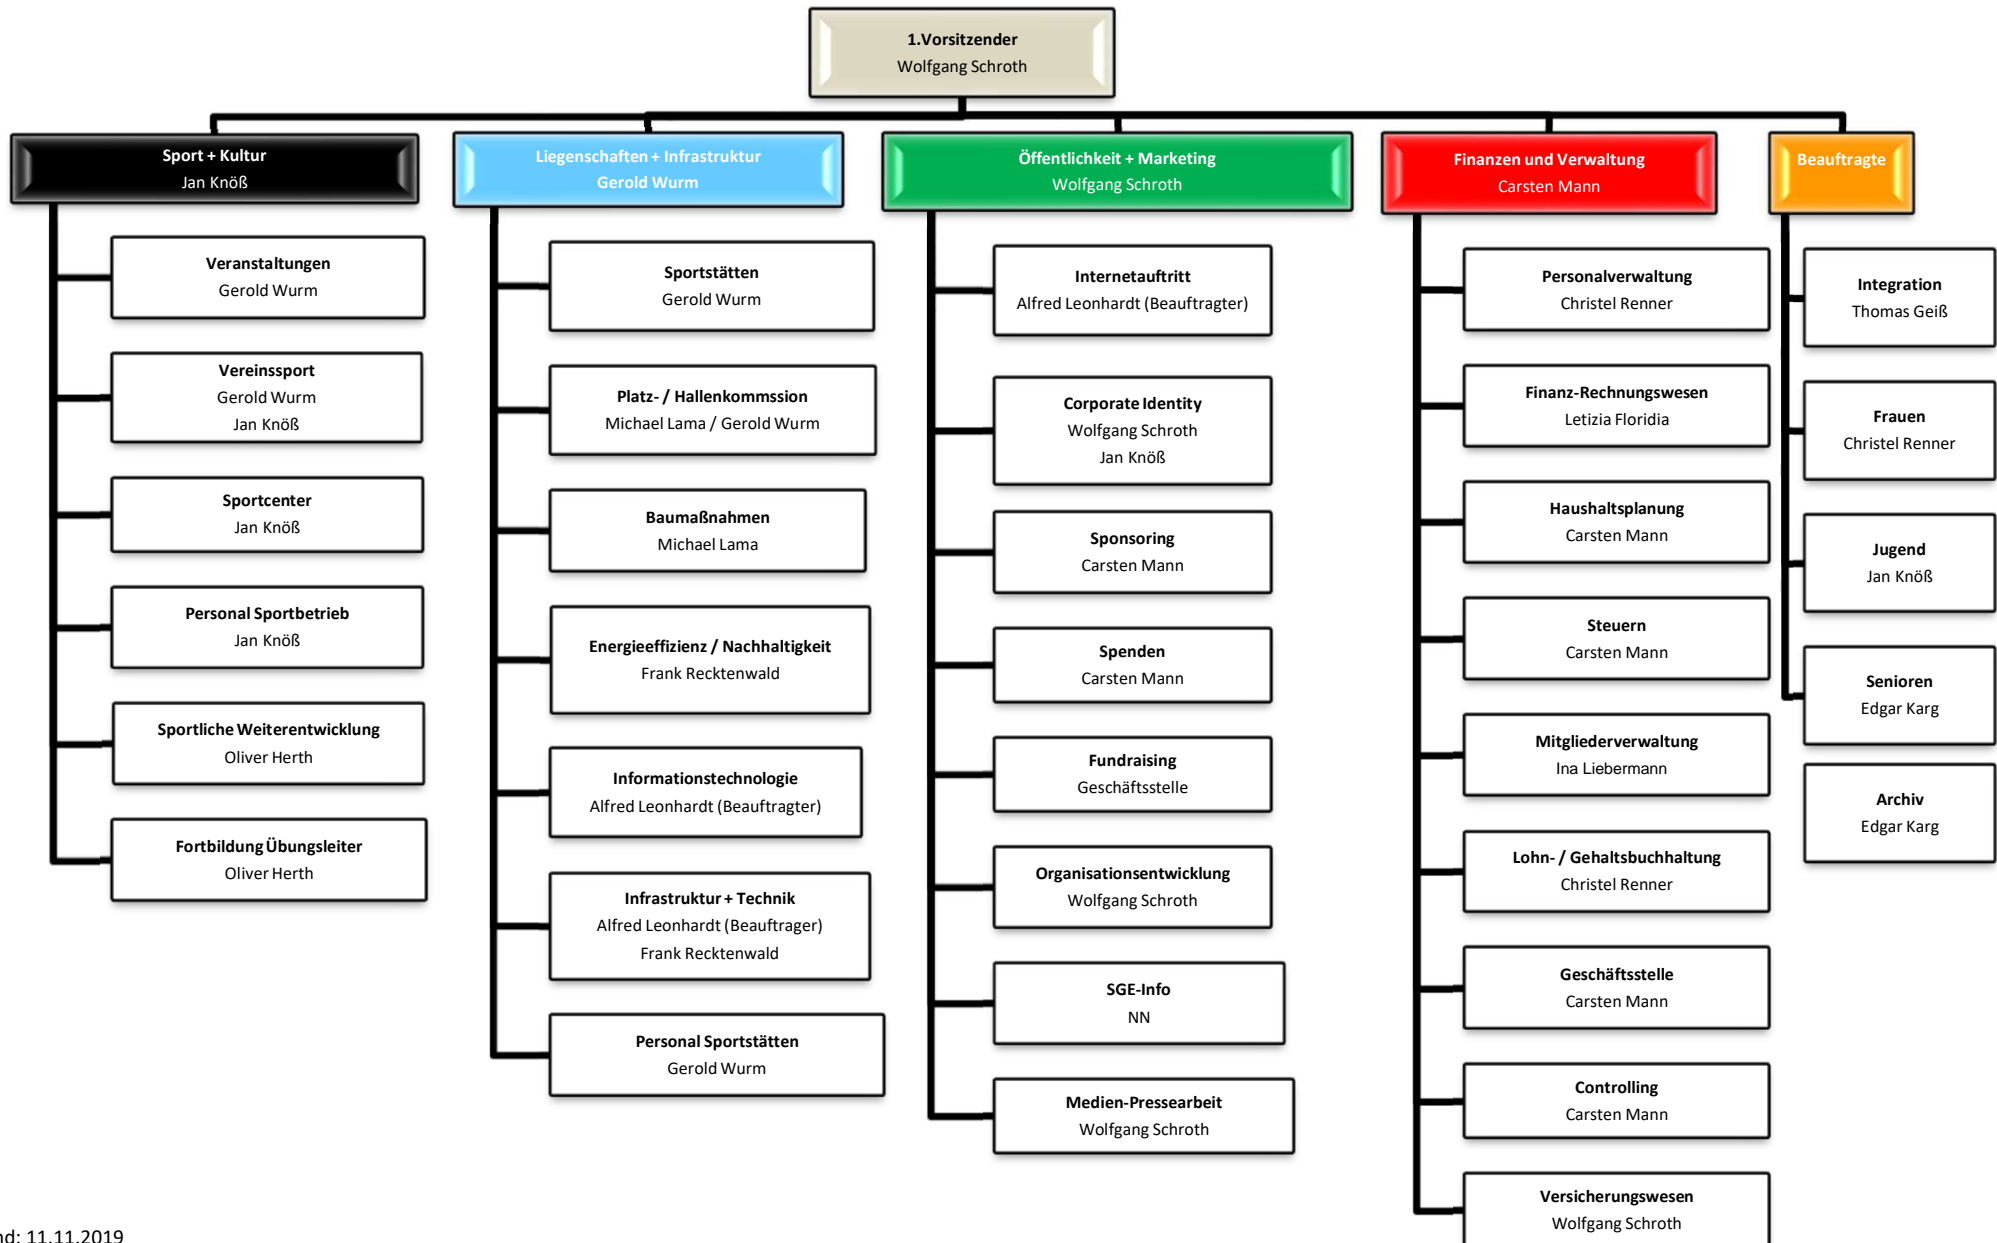 1.Vorsitzender
Wolfgang Schroth
Sport + Kultur
Jan Knöß
Veranstaltungen
Gerold Wurm
Vereinssport
Gerold Wurm
Jan Knöß
Sportcenter
Jan Knöß
Personal Sportbetrieb
Jan Knöß
Sportliche Weiterentwicklung
Oliver Herth
Fortbildung Übungsleiter
Oliver Herth
Liegenschaften + Infrastruktur
Gerold Wurm
Sportstätten
Gerold Wurm
Platz- / Hallenkommssion
Michael Lama / Gerold Wurm
Baumaßnahmen
Michael Lama
Energieeffizienz / Nachhaltigkeit
Frank Recktenwald
Informationstechnologie
Alfred Leonhardt (Beauftragter)
Infrastruktur + Technik
Alfred Leonhardt (Beauftrager)
Frank Recktenwald
Personal Sportstätten
Gerold Wurm
Öffentlichkeit + Marketing
Wolfgang Schroth
Internetauftritt
Alfred Leonhardt (Beauftragter)
Corporate Identity
Wolfgang Schroth
Jan Knöß
Sponsoring
Carsten Mann
Spenden
Carsten Mann
Fundraising
Geschäftsstelle
Organisationsentwicklung
Wolfgang Schroth
SGE-Info
NN
Medien-Pressearbeit
Wolfgang Schroth
Finanzen und Verwaltung
Carsten Mann
Personalverwaltung
Christel Renner
Finanz-Rechnungswesen
Letizia Floridia
Haushaltsplanung
Carsten Mann
Steuern
Carsten Mann
Mitgliederverwaltung
Ina Liebermann
Lohn- / Gehaltsbuchhaltung
Christel Renner
Geschäftsstelle
Carsten Mann
Controlling
Carsten Mann
Versicherungswesen
Wolfgang Schroth
Beauftragte
Integration
Thomas Geiß
Frauen
Christel Renner
Jugend
Jan Knöß
Senioren
Edgar Karg
Archiv
Edgar Karg
nd: 11.11.2019